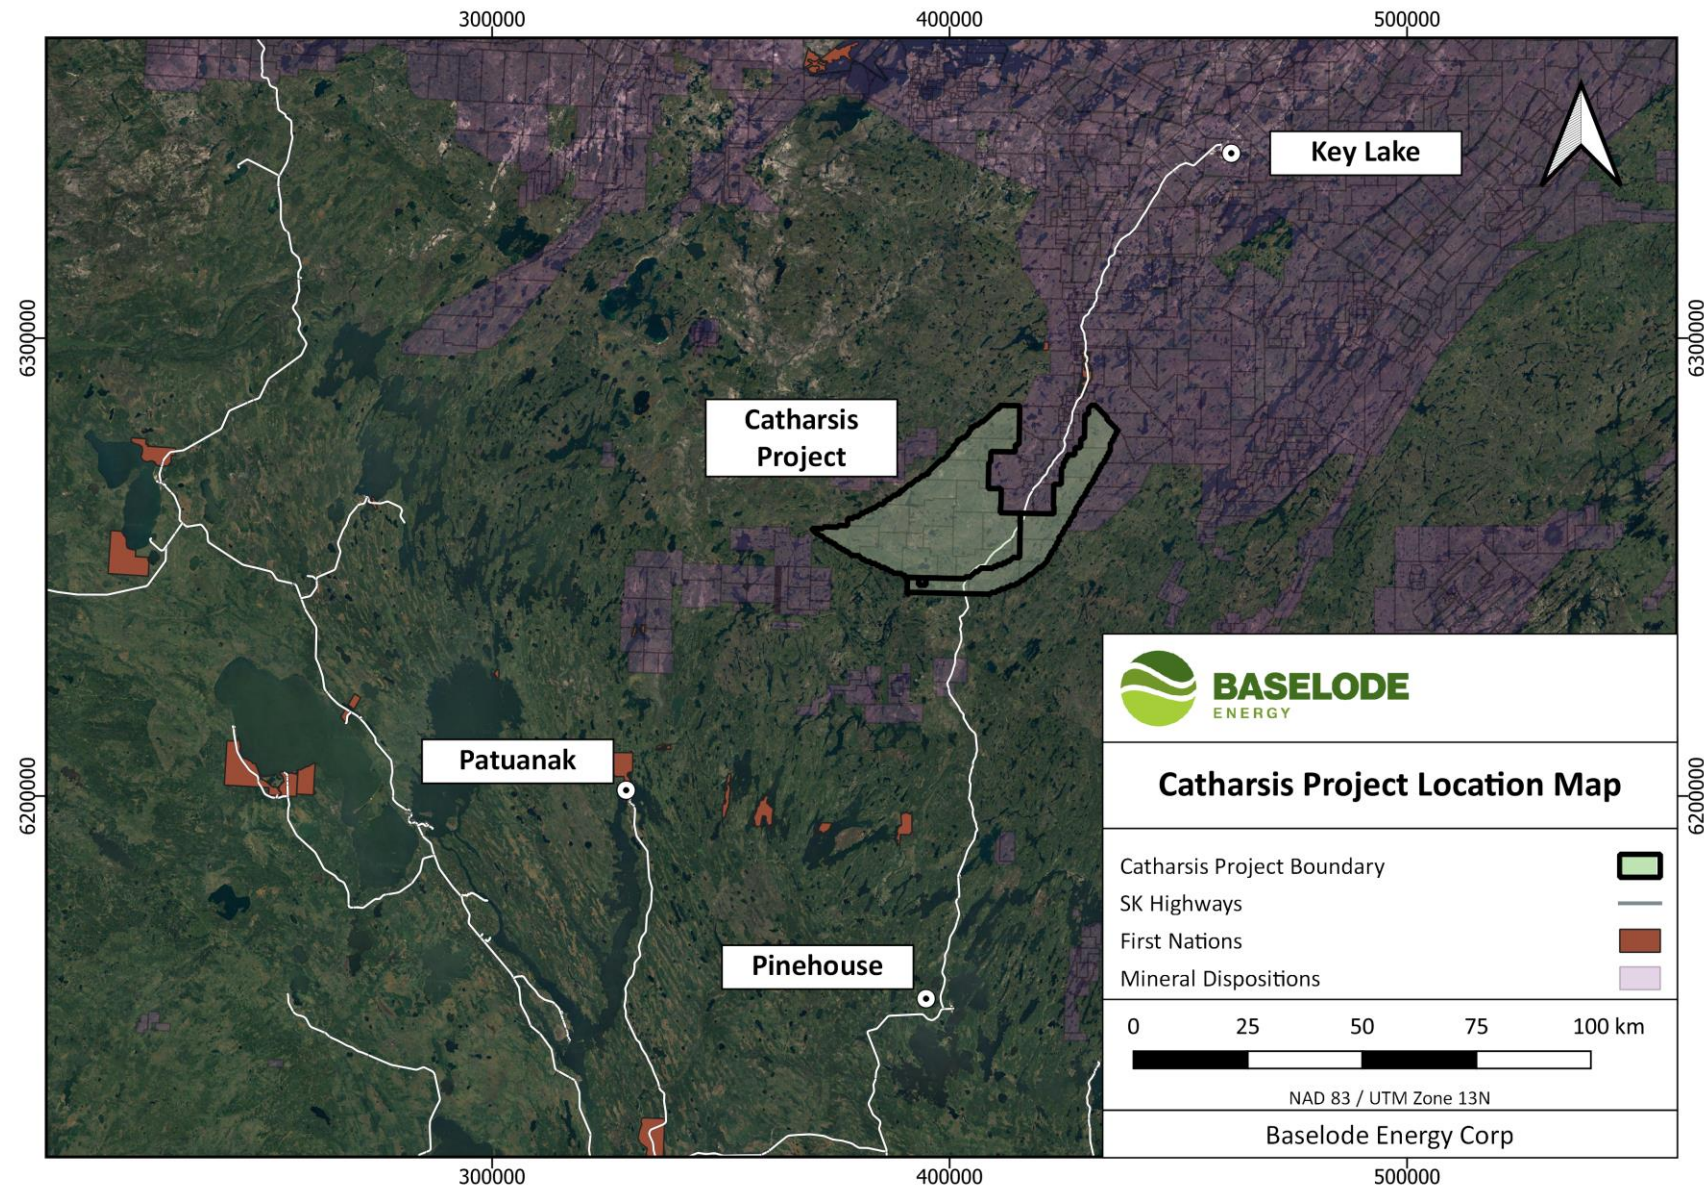 300000
400000
500000
Key Lake
6300000
6300000
Catharsis
Project
BASELODE
ENERGY
Patuanak
Catharsis Project Location Map
6200000
6200000
Catharsis Project Boundary
SK Highways
First Nations
Pinehouse
Mineral Dispositions
0 25 50 75 100 km
NAD 83 / UTM Zone 13N
Baselode Energy Corp
300000
400000
500000